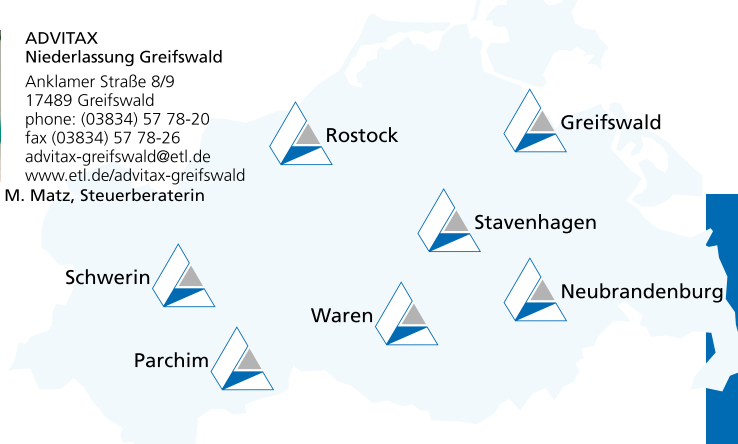 ADVITAX
Niederlassung Greifswald
Anklamer Straße 8/9
17489 Greifswald
phone: (03834) 57 78-20
fax (03834) 57 78-26
advitax-greifswald@etl.de
www.etl.de/advitax-greifswald
M. Matz, Steuerberaterin
Rostock
Greifswald
Stavenhagen
Schwerin
Neubrandenburg
Waren
Parchim